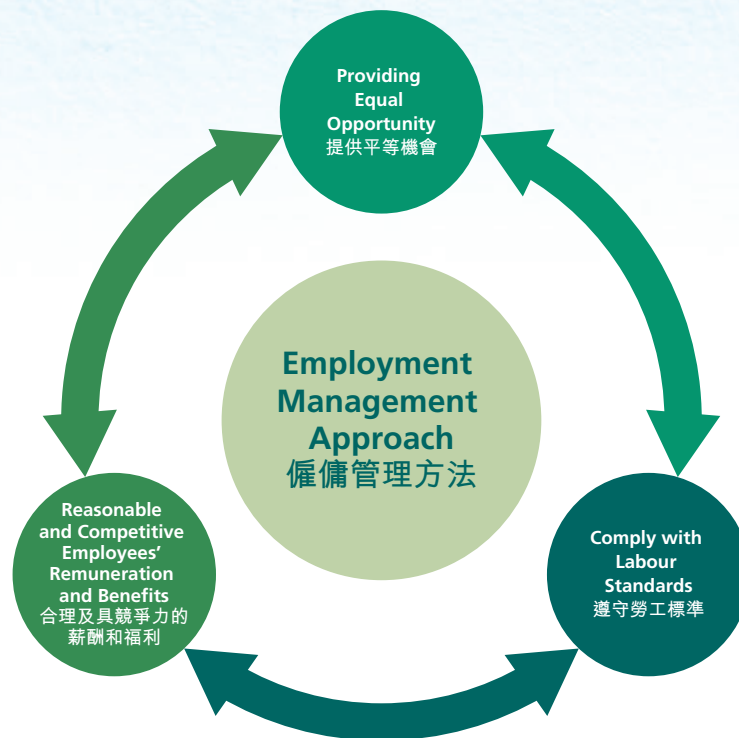 Providing
Equal
Opportunity
提供平等機會
Employment
Management
Approach
僱傭管理方法
Reasonable
and Competitive
Employees’
Remuneration
and Benefits
合理及具競爭力的
薪酬和福利
Comply with
Labour
Standards
遵守勞工標準